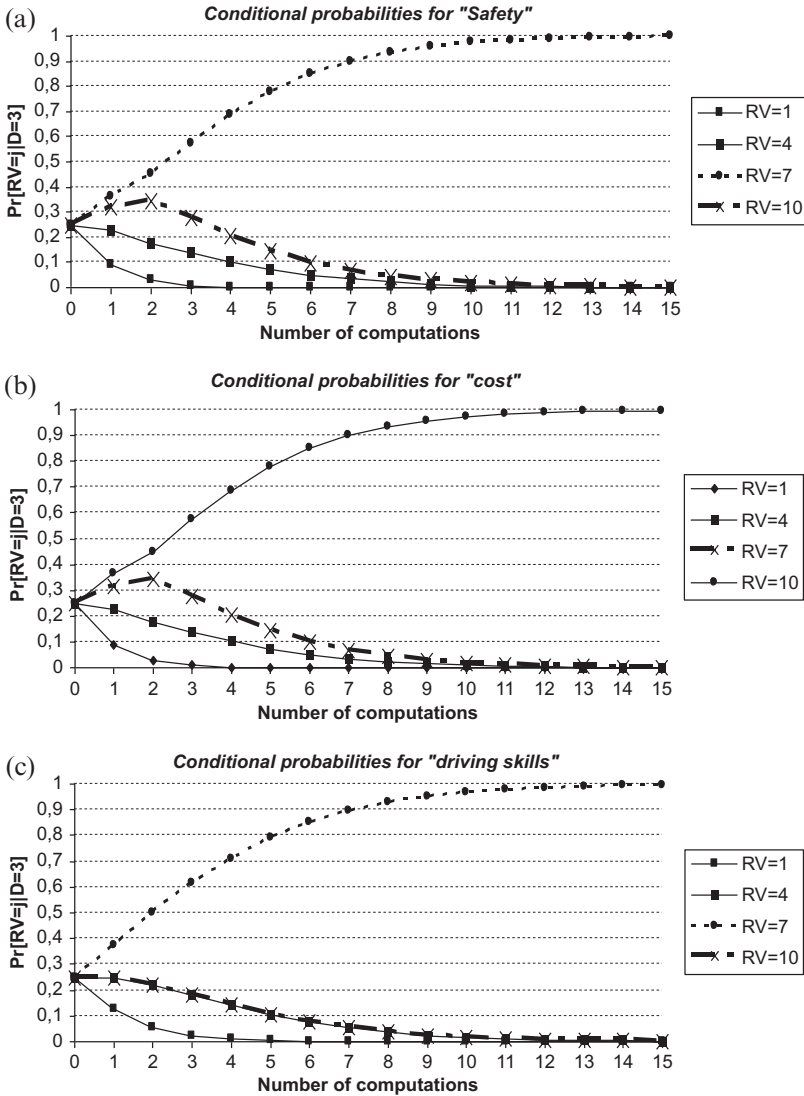 (a)
Conditional probabilities for "Safety"
Pr[RV=j|D=3]
1
0,9
0,8
0,7
0,6
0,5
0,4
0,3
0,2
0,1
0
0 1 2 3 4 5 6 7 8 9 10 11 12 13 14 15
Number of computations
RV=1
RV=4
RV=7
RV=10
(b)
Conditional probabilities for "cost"
Pr[RV=j|D=3]
1
0,9
0,8
0,7
0,6
0,5
0,4
0,3
0,2
0,1
0
0 1 2 3 4 5 6 7 8 9 10 11 12 13 14 15
Number of computations
RV=1
RV=4
RV=7
RV=10
(c)
Conditional probabilities for "driving skills"
Pr[RV=j|D=3]
1
0,9
0,8
0,7
0,6
0,5
0,4
0,3
0,2
0,1
0
0 1 2 3 4 5 6 7 8 9 10 11 12 13 14 15
Number of computations
RV=1
RV=4
RV=7
RV=10